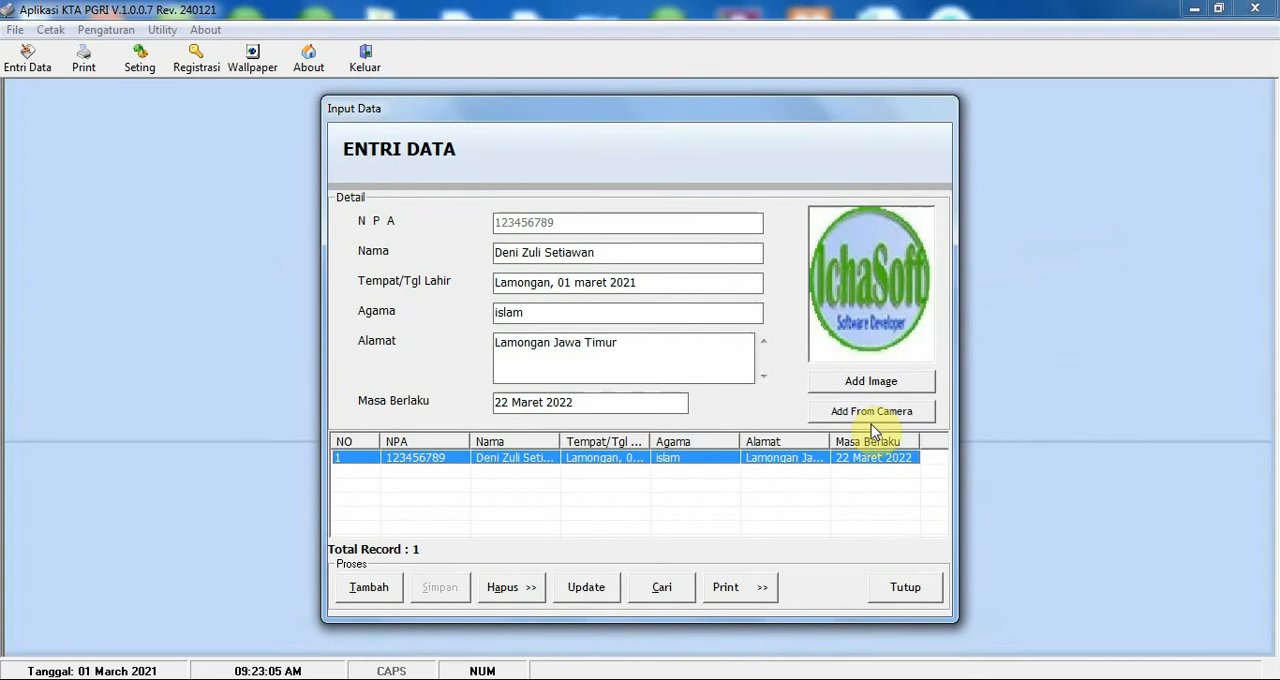 Aplikasi KTA PGRI V.1.0.0.7 Rev. 240121
File Cetak Pengaturan Utility About
Entri Data Print Seting Registrasi Wallpaper About Keluar
Input Data
ENTRI DATA
Detail
N P A 123456789
Nama Deni Zuli Setiawan
Tempat/Tgl Lahir Lamongan, 01 maret 2021
Agama islam
Alamat Lamongan Jawa Timur
Masa Berlaku 22 Maret 2022
IchaSoft
Software Developer
Add Image
Add From Camera
NO NPA Nama Tempat/Tgl ... Agama Alamat Masa Berlaku
1 123456789 Deni Zuli Seti... Lamongan, 0... islam Lamongan Ja... 22 Maret 2022
Total Record : 1
Proses
Tambah Simpan Hapus >> Update Cari Print >> Tutup
Tanggal: 01 March 2021 09:23:05 AM CAPS NUM